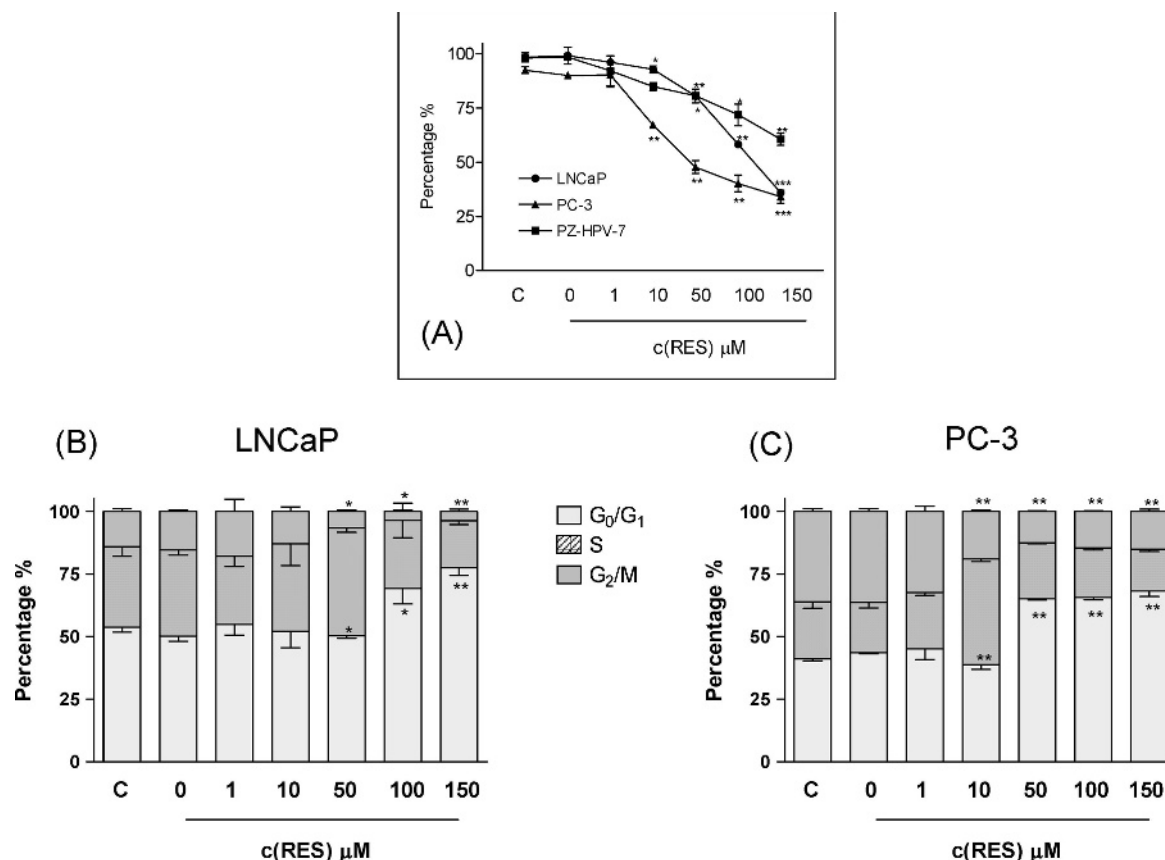 100
75
50
25
0
Percentage %
* ** * **
* ** ** **
*** ***
** **
LNCaP
PC-3
PZ-HPV-7
C 0 1 10 50 100 150
c(RES) μM
(A)
(B) LNCaP
100
75
50
25
0
Percentage %
* * **
* * **
C 0 1 10 50 100 150
c(RES) μM
G₀/G₁
S
G₂/M
(C) PC-3
100
75
50
25
0
Percentage %
** ** ** **
** ** ** **
C 0 1 10 50 100 150
c(RES) μM